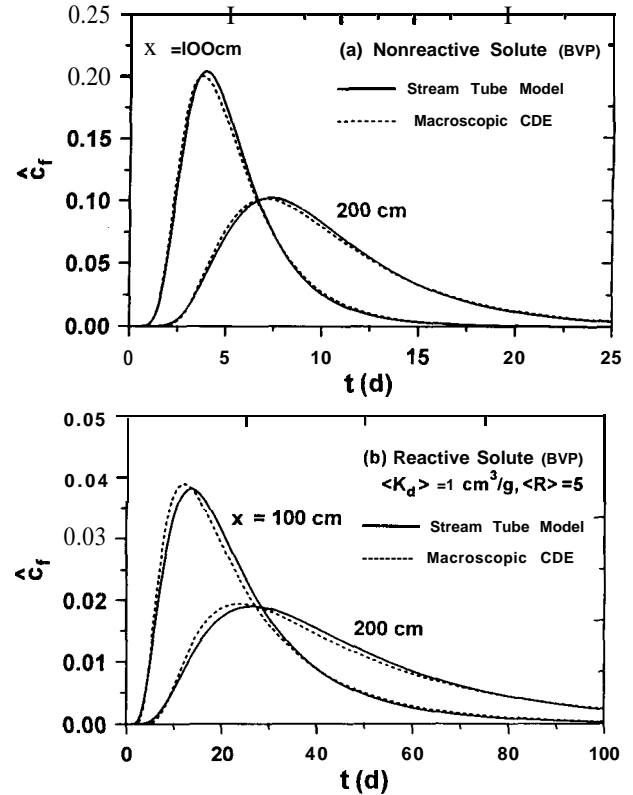 0.25
x =lOOcm
(a) Nonreactive Solute (BVP)
0.20
Stream Tube Model
Macroscopic CDE
0.15
ĉf
0.10
200 cm
0.05
0.00
0 5 10 15 20 25
t (d)
0.05
(b) Reactive Solute (BVP)
<Kd> =1 cm³/g, <R> =5
0.04
x = 100 cm
Stream Tube Model
0.03
Macroscopic CDE
ĉf
0.02
200 cm
0.01
0.00
0 20 40 60 80 100
t (d)